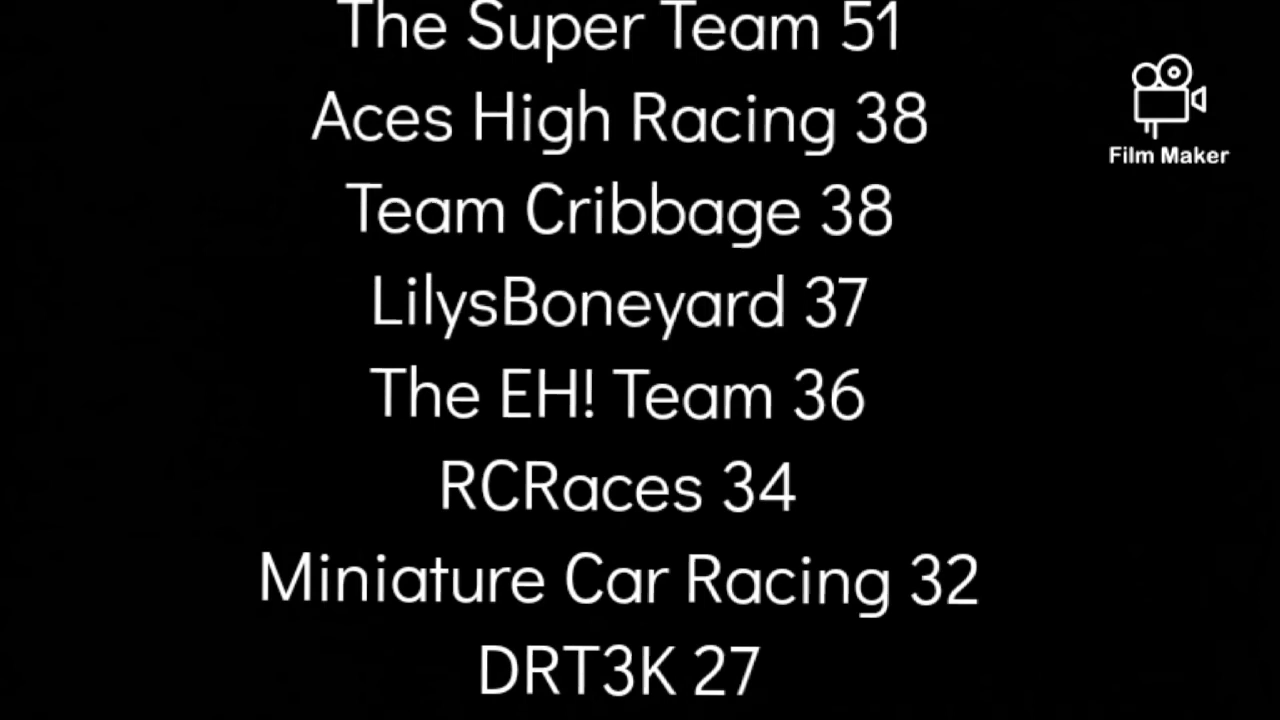 The Super Team 51
Aces High Racing 38
Team Cribbage 38
LilysBoneyard 37
The EH! Team 36
RCRaces 34
Miniature Car Racing 32
DRT3K 27
Film Maker